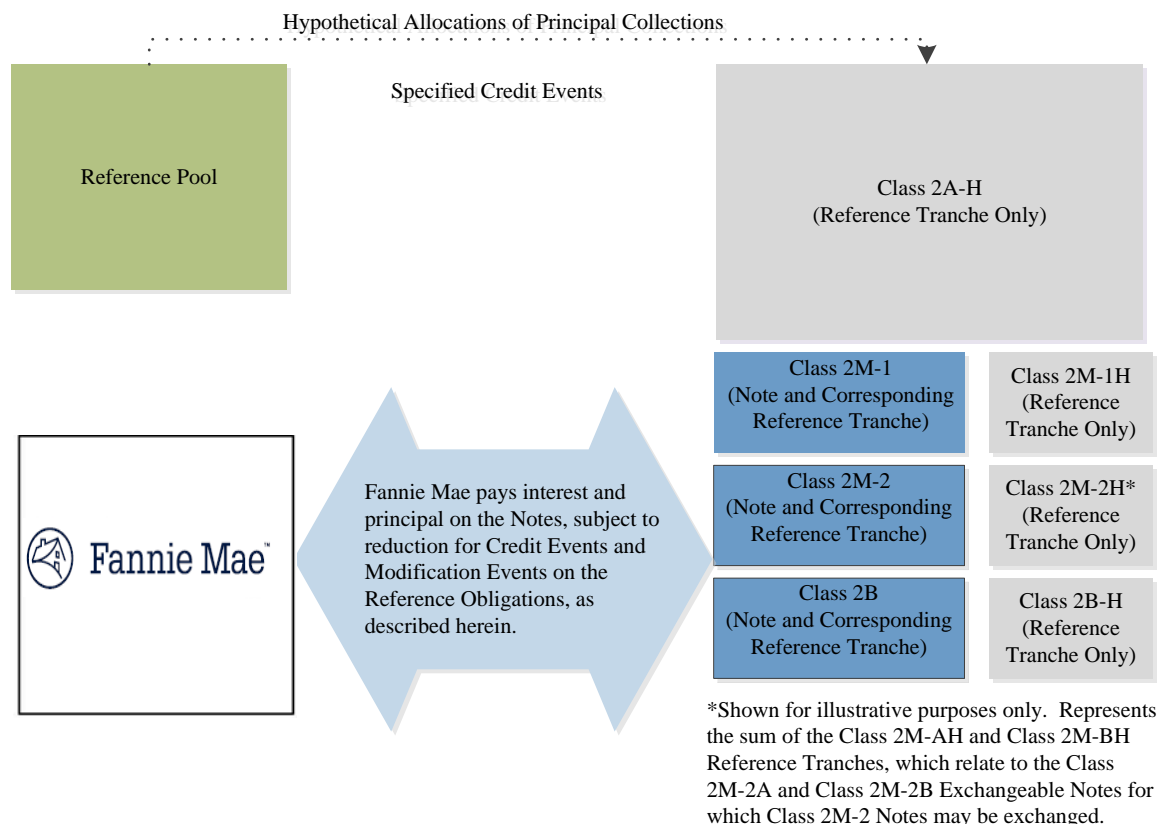 Hypothetical Allocations of Principal Collections
Specified Credit Events
Reference Pool
Class 2A-H
(Reference Tranche Only)
Class 2M-1
(Note and Corresponding
Reference Tranche)
Class 2M-1H
(Reference
Tranche Only)
Fannie Mae™
Fannie Mae pays interest and
principal on the Notes, subject to
reduction for Credit Events and
Modification Events on the
Reference Obligations, as
described herein.
Class 2M-2
(Note and Corresponding
Reference Tranche)
Class 2M-2H*
(Reference
Tranche Only)
Class 2B
(Note and Corresponding
Reference Tranche)
Class 2B-H
(Reference
Tranche Only)
*Shown for illustrative purposes only.  Represents
the sum of the Class 2M-AH and Class 2M-BH
Reference Tranches, which relate to the Class
2M-2A and Class 2M-2B Exchangeable Notes for
which Class 2M-2 Notes may be exchanged.